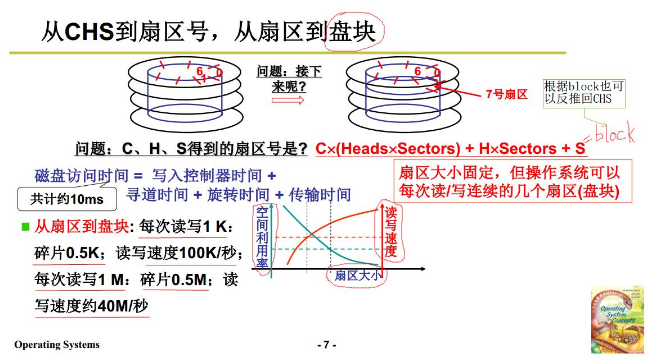 从CHS到扇区号，从扇区到盘块
6
0
问题：接下
来呢？
6
0
7号扇区
根据block也可
以反推回CHS
问题：C、H、S得到的扇区号是？ C×(Heads×Sectors) + H×Sectors + S
=block
磁盘访问时间 = 写入控制器时间 +
寻道时间 + 旋转时间 + 传输时间
共计约10ms
扇区大小固定，但操作系统可以
每次读/写连续的几个扇区(盘块)
从扇区到盘块: 每次读写1 K：
碎片0.5K；读写速度100K/秒；
每次读写1 M：碎片0.5M；读
写速度约40M/秒
空间利用率
读写速度
扇区大小
Operating
System
Concepts
Operating Systems
- 7 -